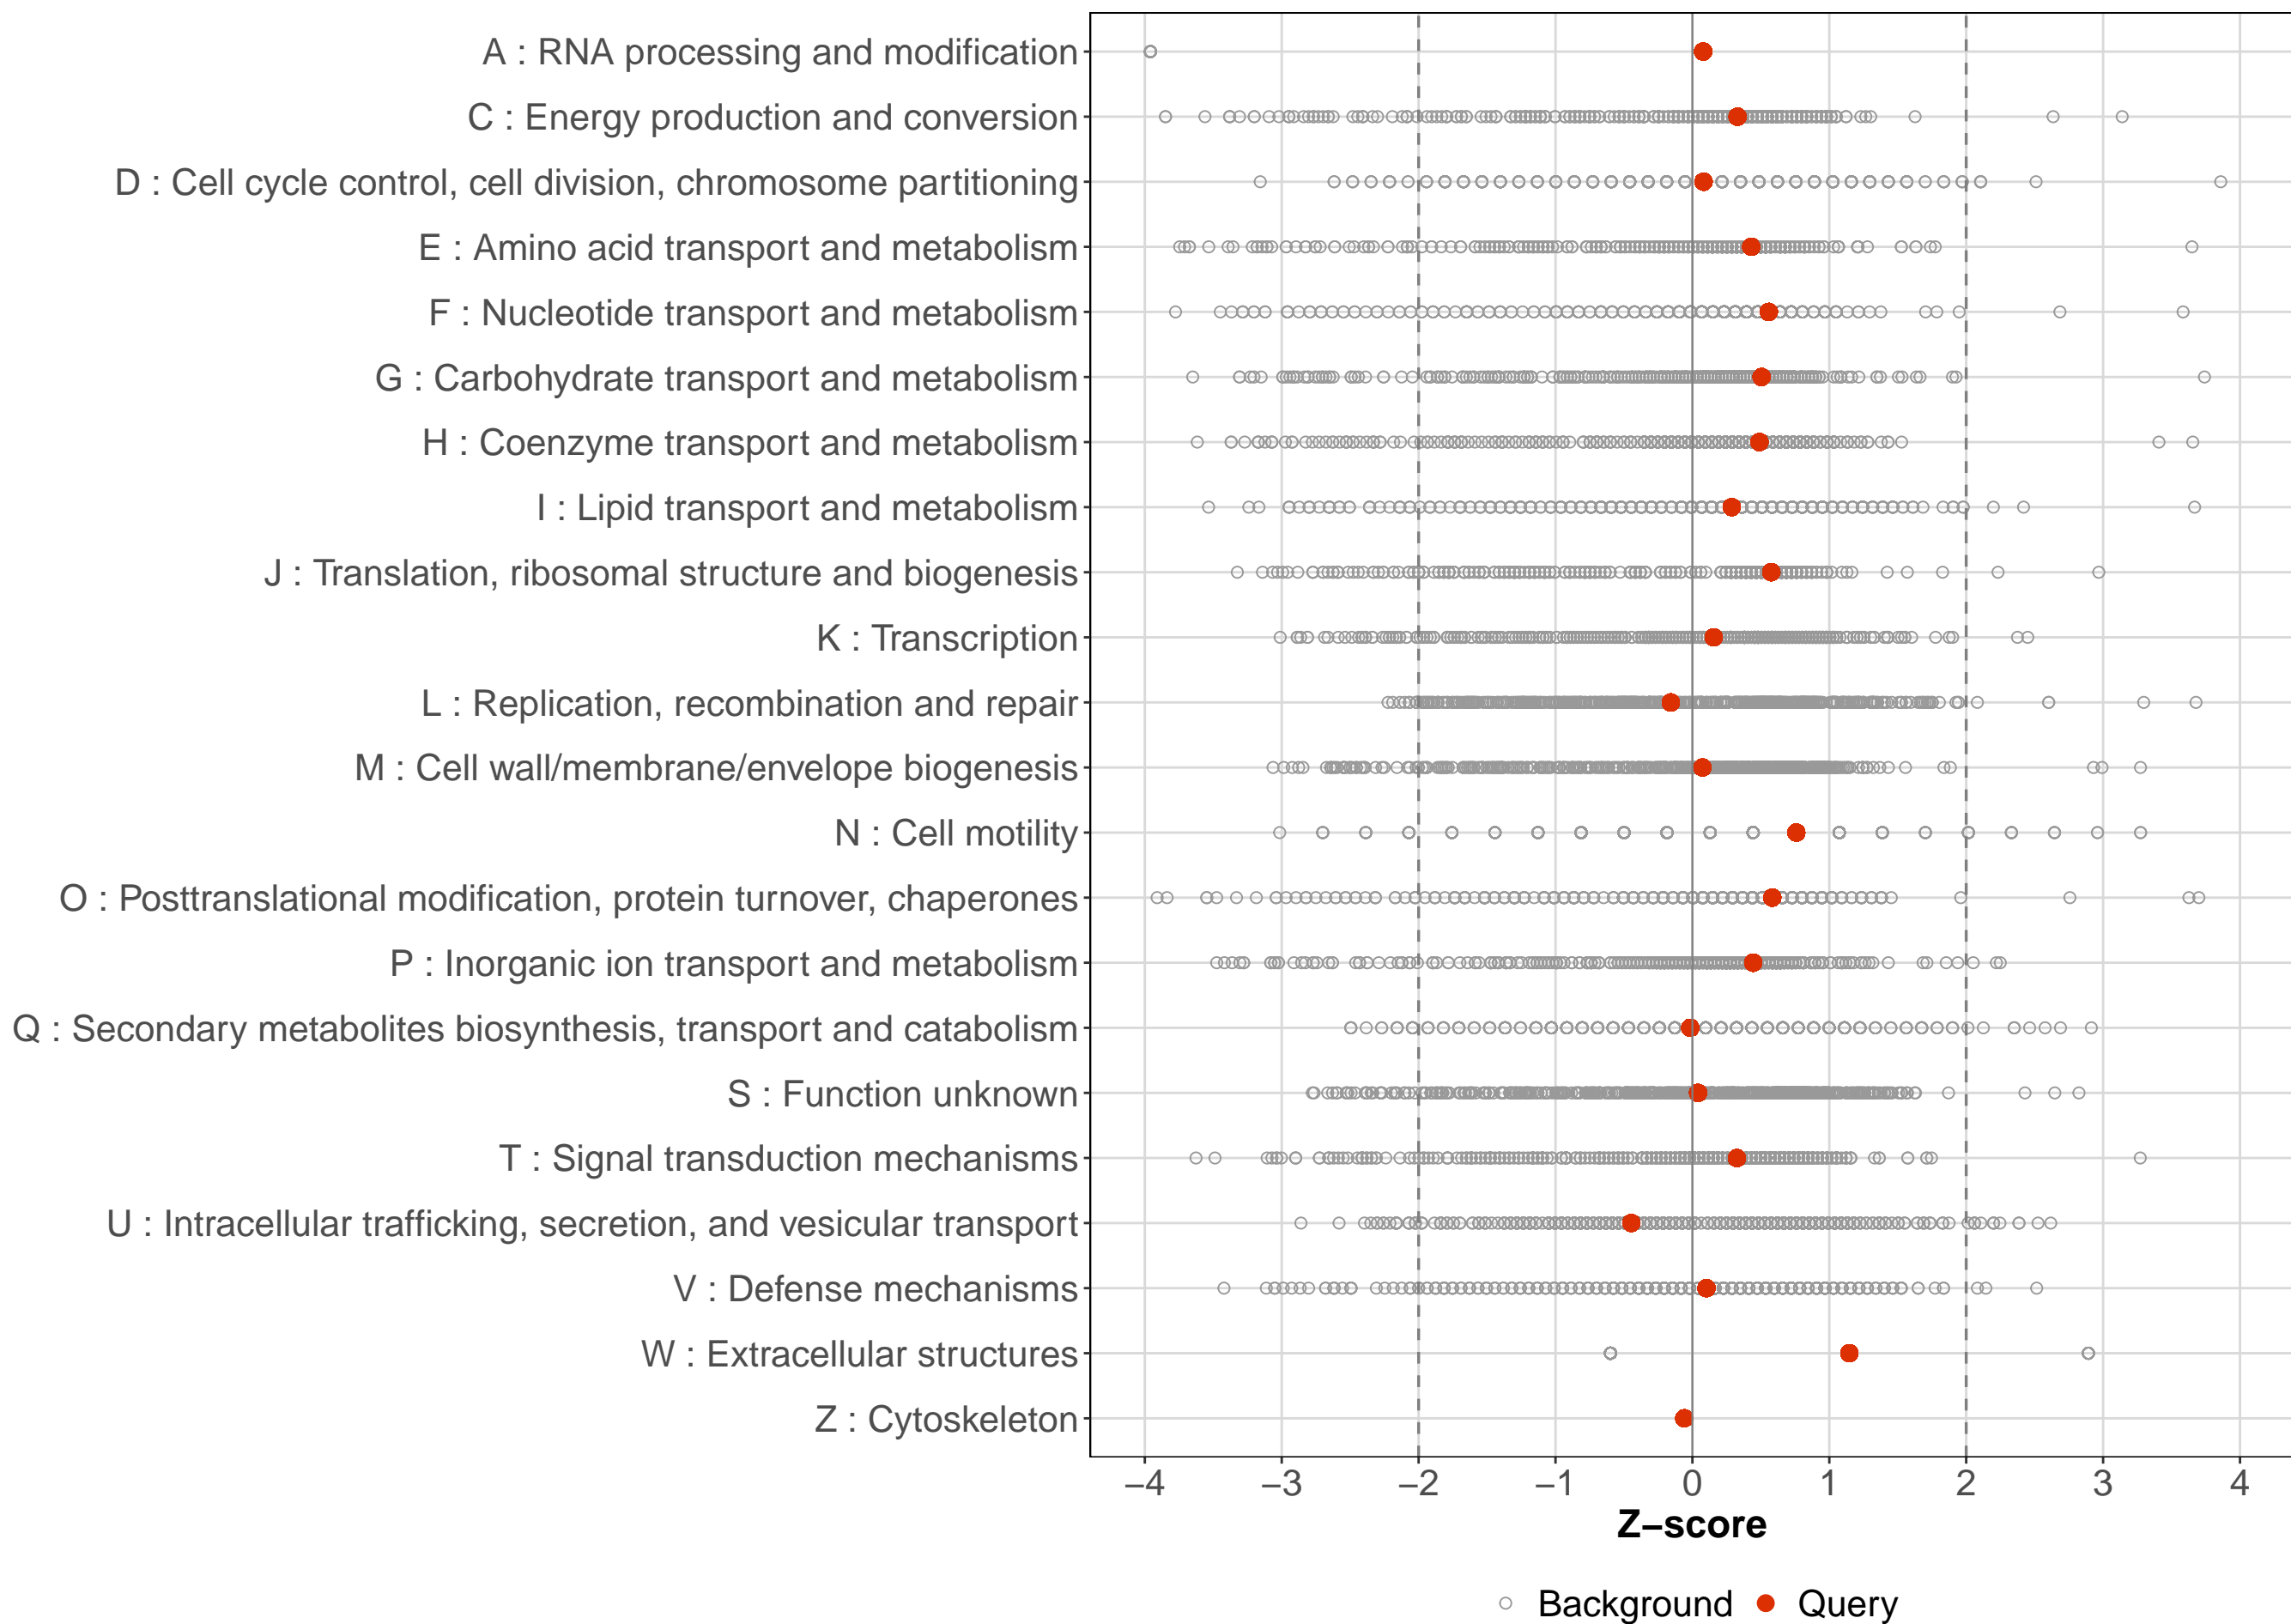 A : RNA processing and modification
C : Energy production and conversion
D : Cell cycle control, cell division, chromosome partitioning
E : Amino acid transport and metabolism
F : Nucleotide transport and metabolism
G : Carbohydrate transport and metabolism
H : Coenzyme transport and metabolism
I : Lipid transport and metabolism
J : Translation, ribosomal structure and biogenesis
K : Transcription
L : Replication, recombination and repair
M : Cell wall/membrane/envelope biogenesis
N : Cell motility
O : Posttranslational modification, protein turnover, chaperones
P : Inorganic ion transport and metabolism
Q : Secondary metabolites biosynthesis, transport and catabolism
S : Function unknown
T : Signal transduction mechanisms
U : Intracellular trafficking, secretion, and vesicular transport
V : Defense mechanisms
W : Extracellular structures
Z : Cytoskeleton
−4 −3 −2 −1 0 1 2 3 4
Z−score
Background Query